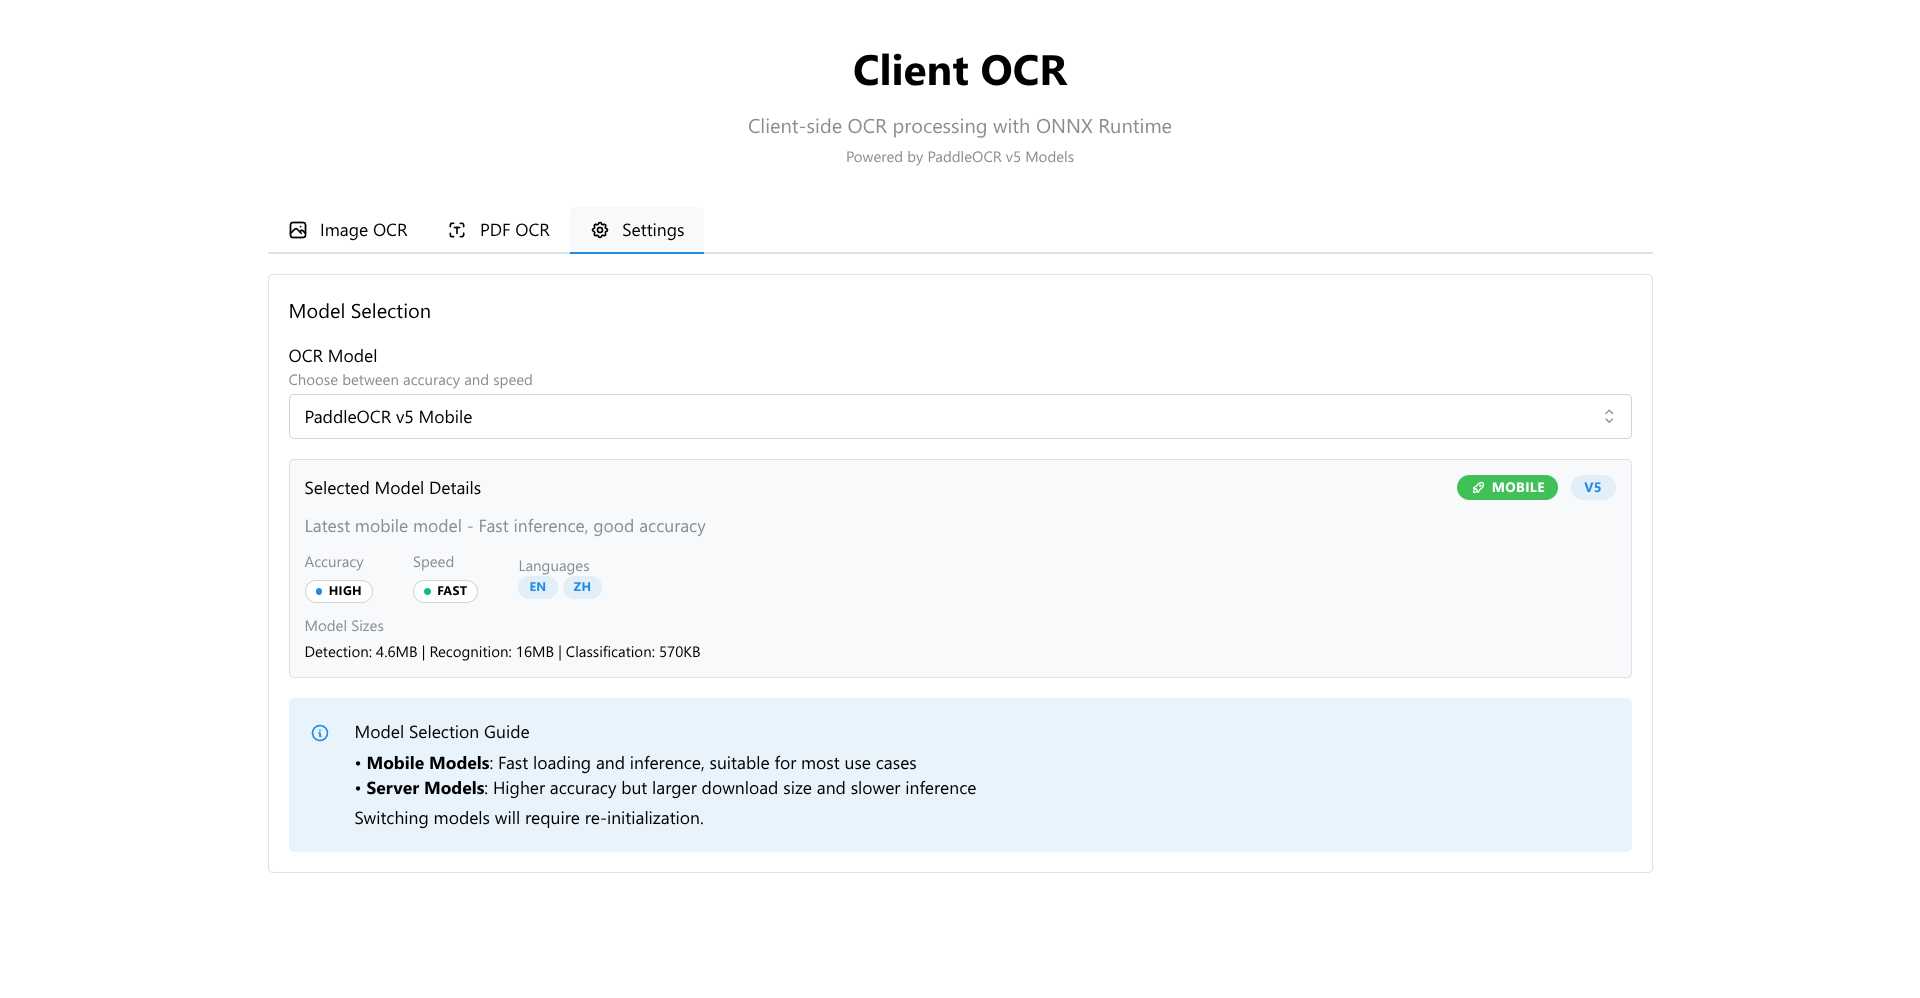 Client OCR
Client-side OCR processing with ONNX Runtime
Powered by PaddleOCR v5 Models
Image OCR PDF OCR Settings
Model Selection
OCR Model
Choose between accuracy and speed
PaddleOCR v5 Mobile
Selected Model Details MOBILE V5
Latest mobile model - Fast inference, good accuracy
Accuracy Speed Languages
HIGH FAST EN ZH
Model Sizes
Detection: 4.6MB | Recognition: 16MB | Classification: 570KB
Model Selection Guide
• Mobile Models: Fast loading and inference, suitable for most use cases
• Server Models: Higher accuracy but larger download size and slower inference
Switching models will require re-initialization.